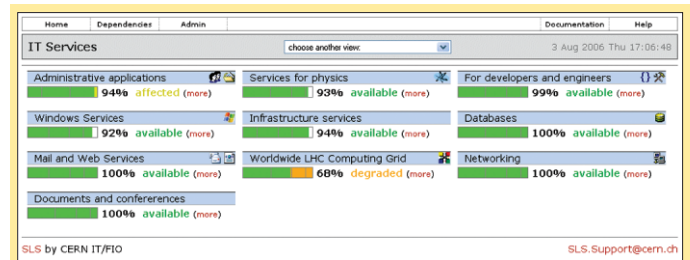 Home Dependencies Admin Documentation Help
IT Services choose another view: 3 Aug 2006 Thu 17:06:48
Administrative applications Services for physics For developers and engineers
94% affected (more) 93% available (more) 99% available (more)
Windows Services Infrastructure services Databases
92% available (more) 94% available (more) 100% available (more)
Mail and Web Services Worldwide LHC Computing Grid Networking
100% available (more) 68% degraded (more) 100% available (more)
Documents and confererences
100% available (more)
SLS by CERN IT/FIO SLS.Support@cern.ch